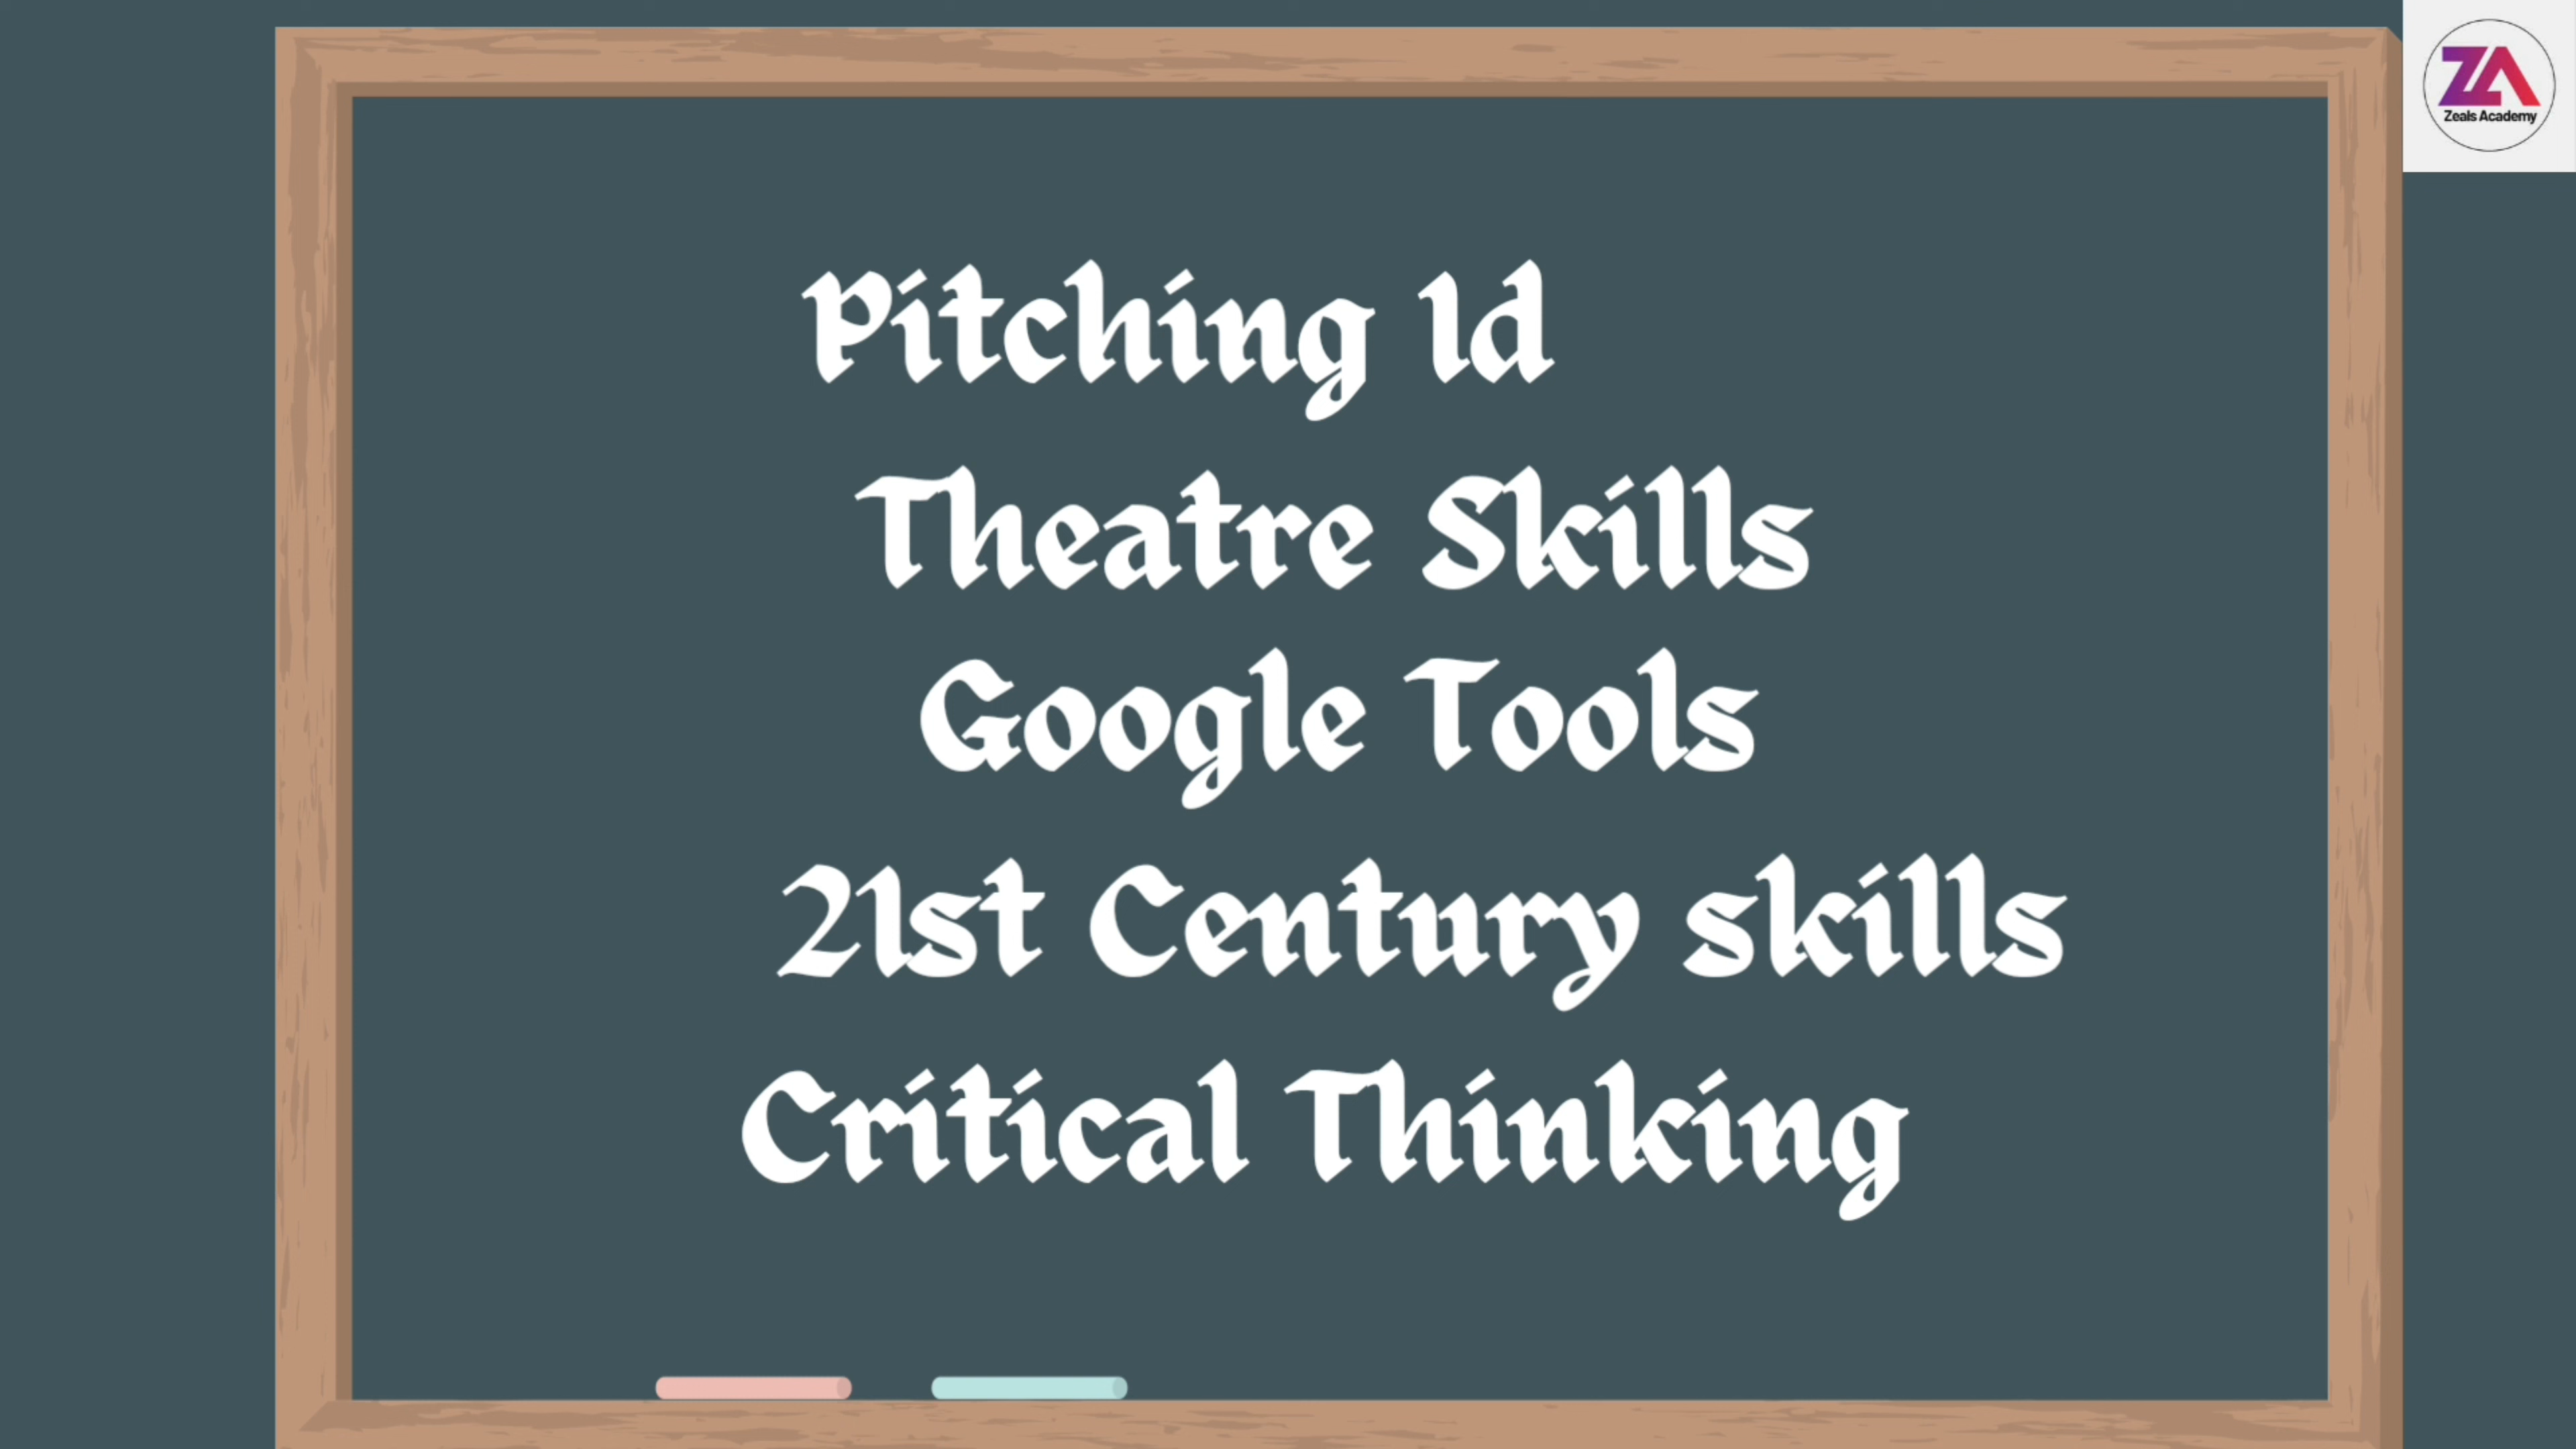 ZA
Zeals Academy
Pitching Id
Theatre Skills
Google Tools
21st Century skills
Critical Thinking